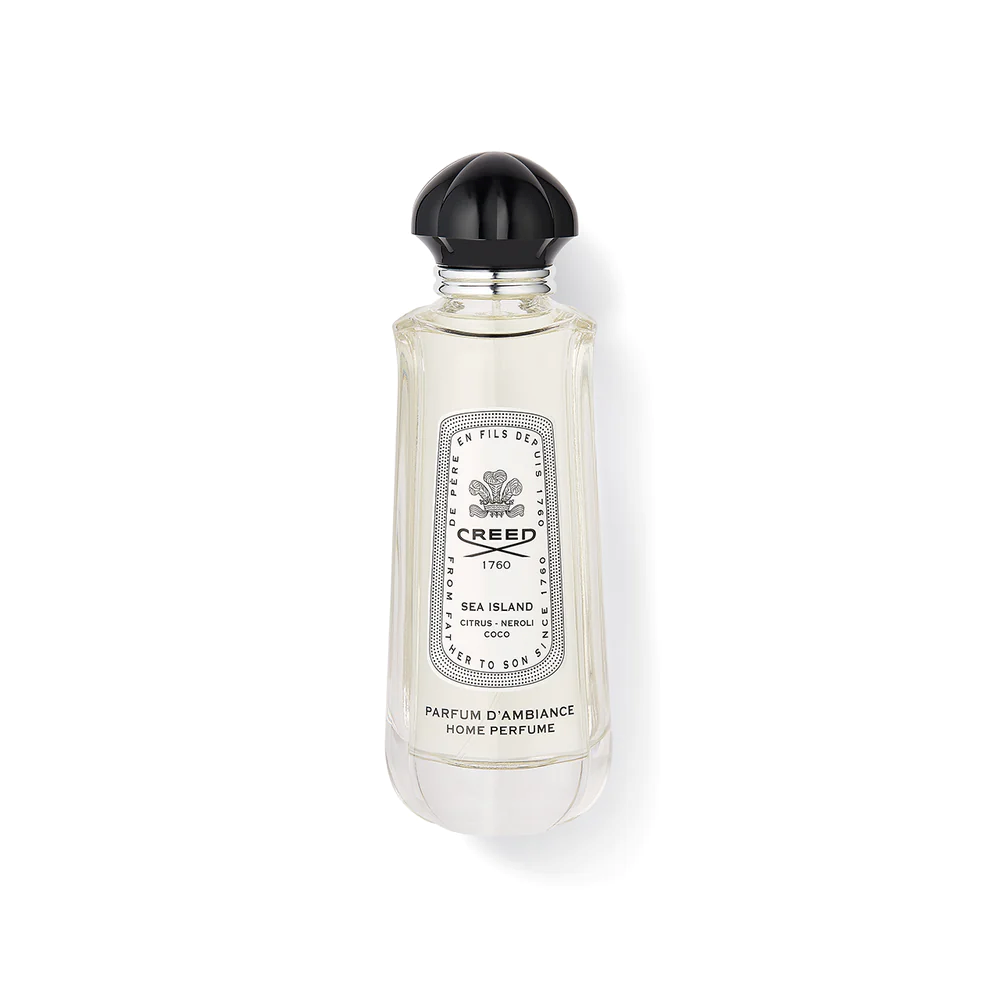 DE PÈRE EN FILS DEPUIS 1760
CREED
1760
SEA ISLAND
CITRUS - NEROLI
COCO
FROM FATHER TO SON SINCE 1760
PARFUM D'AMBIANCE
HOME PERFUME